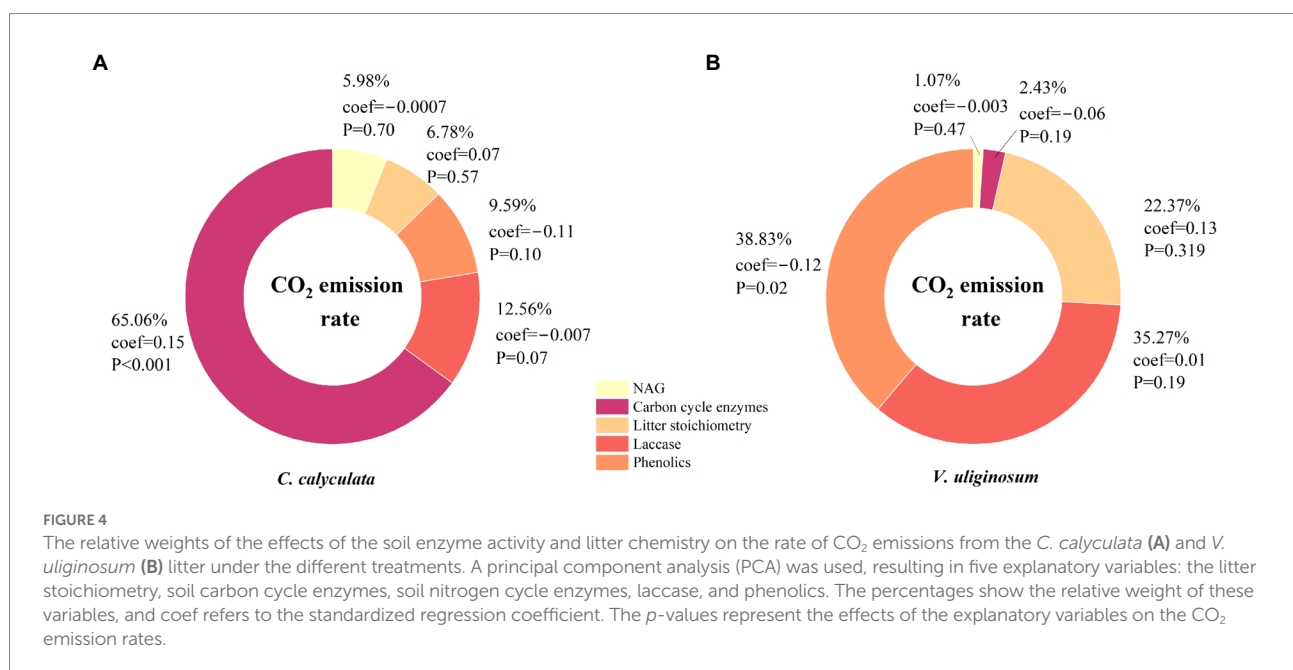 A
5.98%
coef=−0.0007
P=0.70
6.78%
coef=0.07
P=0.57
9.59%
coef=−0.11
P=0.10
12.56%
coef=−0.007
P=0.07
65.06%
coef=0.15
P<0.001
CO₂ emission
rate
C. calyculata
B
1.07%
coef=−0.003
P=0.47
2.43%
coef=−0.06
P=0.19
22.37%
coef=0.13
P=0.319
35.27%
coef=0.01
P=0.19
38.83%
coef=−0.12
P=0.02
CO₂ emission
rate
V. uliginosum
NAG
Carbon cycle enzymes
Litter stoichiometry
Laccase
Phenolics
FIGURE 4
The relative weights of the effects of the soil enzyme activity and litter chemistry on the rate of CO₂ emissions from the C. calyculata (A) and V.
uliginosum (B) litter under the different treatments. A principal component analysis (PCA) was used, resulting in five explanatory variables: the litter
stoichiometry, soil carbon cycle enzymes, soil nitrogen cycle enzymes, laccase, and phenolics. The percentages show the relative weight of these
variables, and coef refers to the standardized regression coefficient. The p-values represent the effects of the explanatory variables on the CO₂
emission rates.